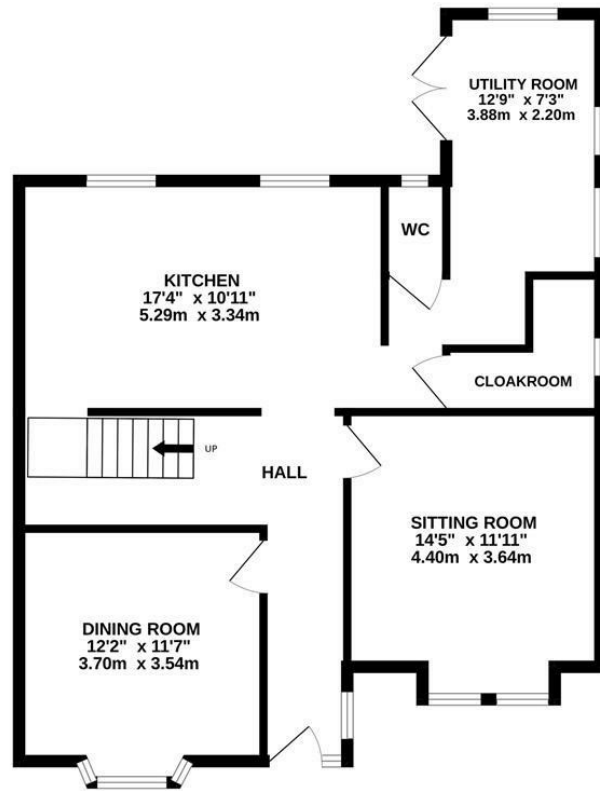 UTILITY ROOM
12'9" x 7'3"
3.88m x 2.20m
WC
KITCHEN
17'4" x 10'11"
5.29m x 3.34m
CLOAKROOM
UP
HALL
SITTING ROOM
14'5" x 11'11"
4.40m x 3.64m
DINING ROOM
12'2" x 11'7"
3.70m x 3.54m